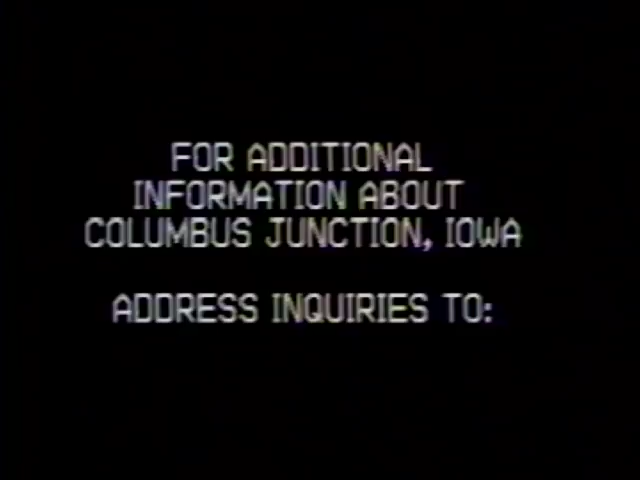 FOR ADDITIONAL
INFORMATION ABOUT
COLUMBUS JUNCTION, IOWA
ADDRESS INQUIRIES TO: